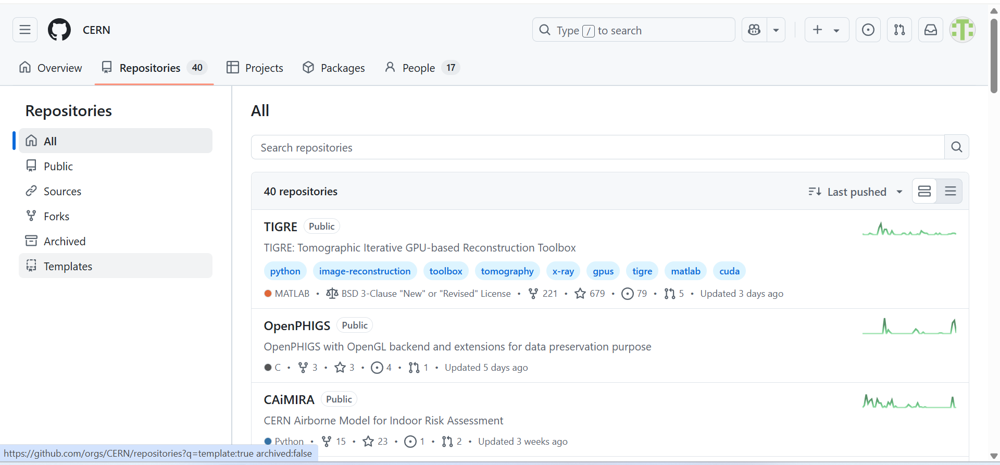 CERN
Type / to search
Overview
Repositories 40
Projects
Packages
People 17
Repositories
All
Public
Sources
Forks
Archived
Templates
All
Search repositories
40 repositories
Last pushed
TIGRE Public
TIGRE: Tomographic Iterative GPU-based Reconstruction Toolbox
python image-reconstruction toolbox tomography x-ray gpus tigre matlab cuda
MATLAB • BSD 3-Clause "New" or "Revised" License • 221 • 679 • 79 • 5 • Updated 3 days ago
OpenPHIGS Public
OpenPHIGS with OpenGL backend and extensions for data preservation purpose
C • 3 • 3 • 4 • 1 • Updated 5 days ago
CAiMIRA Public
CERN Airborne Model for Indoor Risk Assessment
Python • 15 • 23 • 1 • 2 • Updated 3 weeks ago
https://github.com/orgs/CERN/repositories?q=template:true archived:false